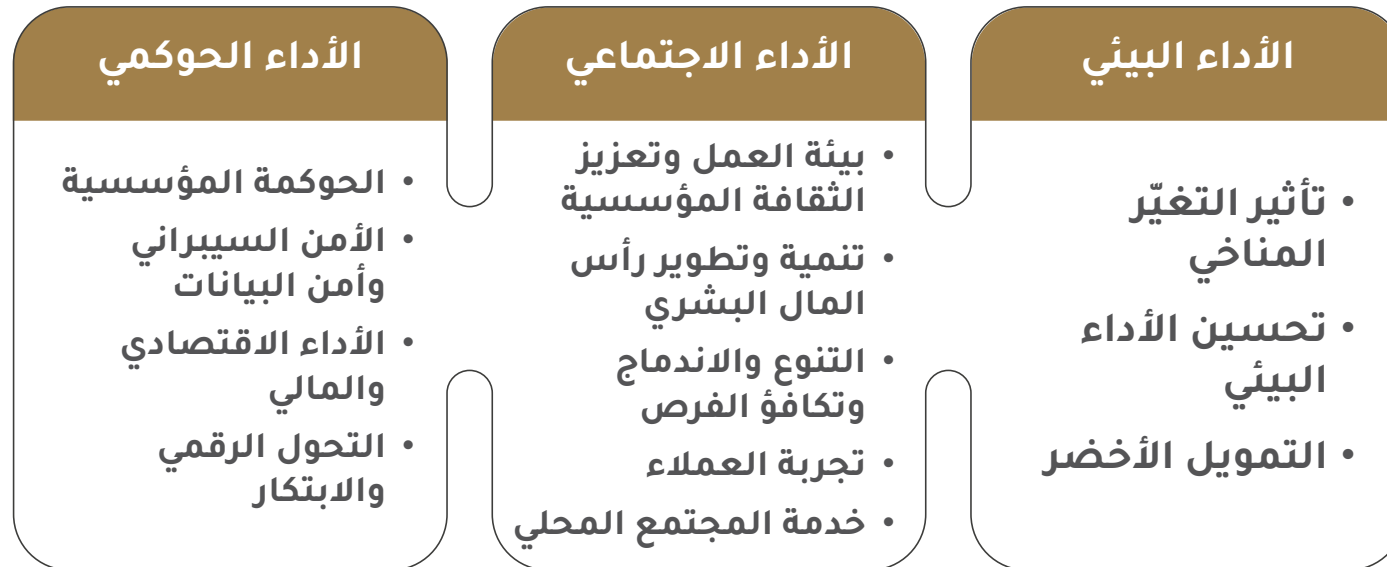 الأداء البيئي
• تأثير التغيّر
المناخي
• تحسين الأداء
البيئي
• التمويل الأخضر
الأداء الاجتماعي
• بيئة العمل وتعزيز
الثقافة المؤسسية
• تنمية وتطوير رأس
المال البشري
• التنوع والاندماج
وتكافؤ الفرص
• تجربة العملاء
• خدمة المجتمع المحلي
الأداء الحوكمي
• الحوكمة المؤسسية
• الأمن السيبراني
وأمن البيانات
• الأداء الاقتصادي
والمالي
• التحول الرقمي
والابتكار